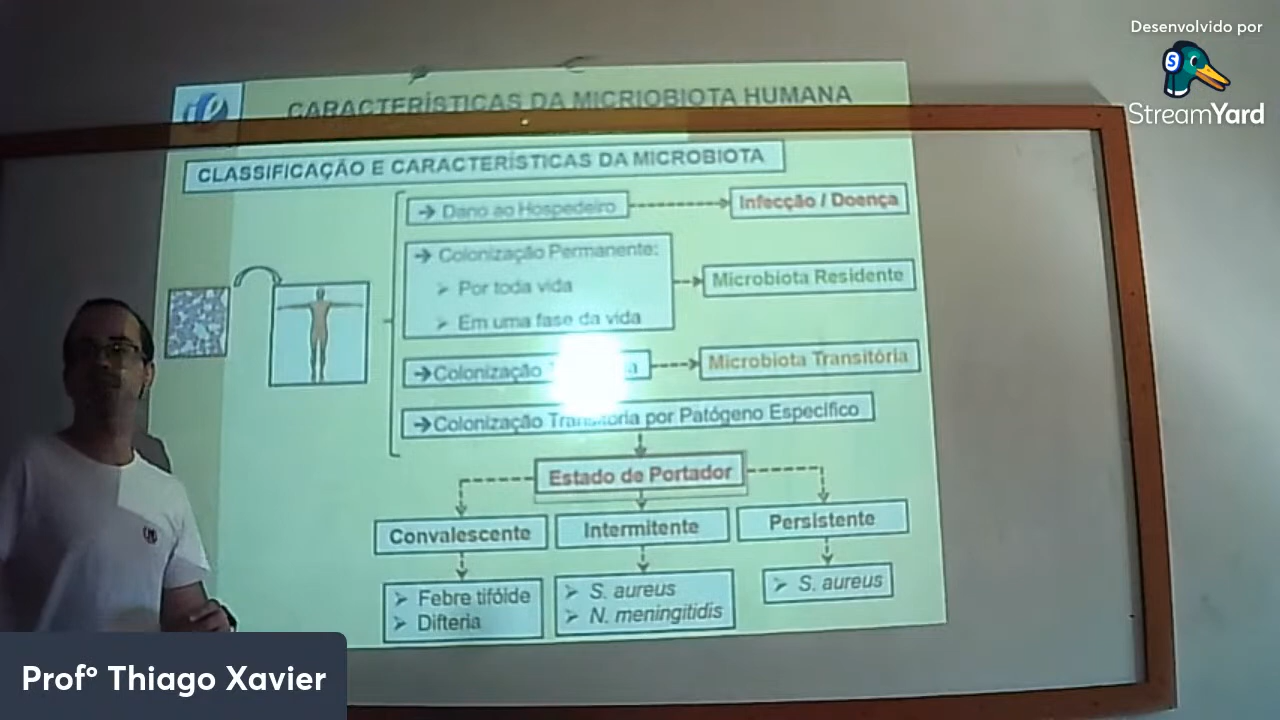 Desenvolvido por
StreamYard
CARACTERÍSTICAS DA MICRIOBIOTA HUMANA
CLASSIFICAÇÃO E CARACTERÍSTICAS DA MICROBIOTA
→ Dano ao Hospedeiro
Infecção / Doença
→ Colonização Permanente:
➢ Por toda vida
➢ Em uma fase da vida
Microbiota Residente
→Colonização
Microbiota Transitória
→Colonização Transitória por Patógeno Específico
Estado de Portador
Convalescente
Intermitente
Persistente
➢ Febre tifóide
➢ Difteria
➢ S. aureus
➢ N. meningitidis
➢ S. aureus
Profº Thiago Xavier